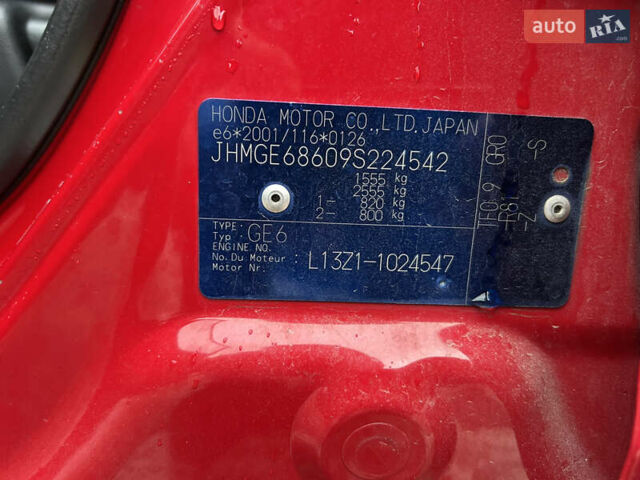 auto RIA.com
HONDA MOTOR CO.,LTD.JAPAN
e6*2001/116*0126
JHMGE68609S224542
1555 kg
2555 kg
1- 820 kg
2- 800 kg
TYPE: GE6
Typ
ENGINE NO.
No.Du Moteur: L13Z1-1024547
Motor Nr.
-S